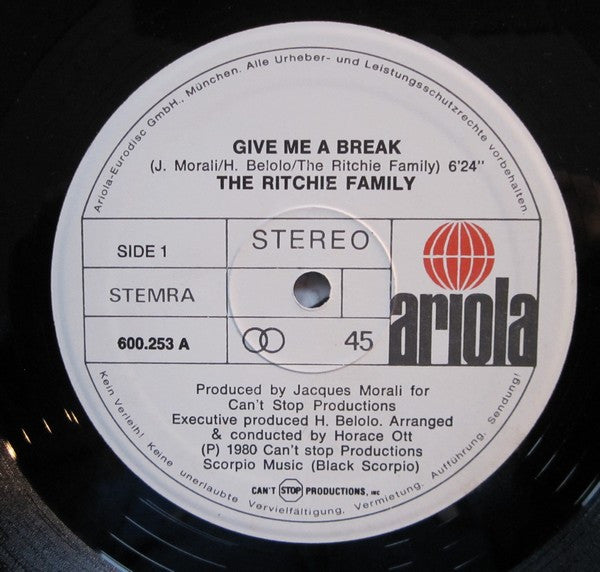 Ariola-Eurodisc GmbH., München. Alle Urheber- und Leistungsschutzrechte vorbehalten.
GIVE ME A BREAK
(J. Morali/H. Belolo/The Ritchie Family) 6'24"
THE RITCHIE FAMILY
SIDE 1
STEREO
STEMRA
600.253 A
45
ariola
Produced by Jacques Morali for
Can't Stop Productions
Executive produced H. Belolo. Arranged
& conducted by Horace Ott
(P) 1980 Can't stop Productions
Scorpio Music (Black Scorpio)
CAN'T STOP PRODUCTIONS, INC
Kein Verleih! Keine unerlaubte Vervielfältigung, Vermietung, Aufführung, Sendung!